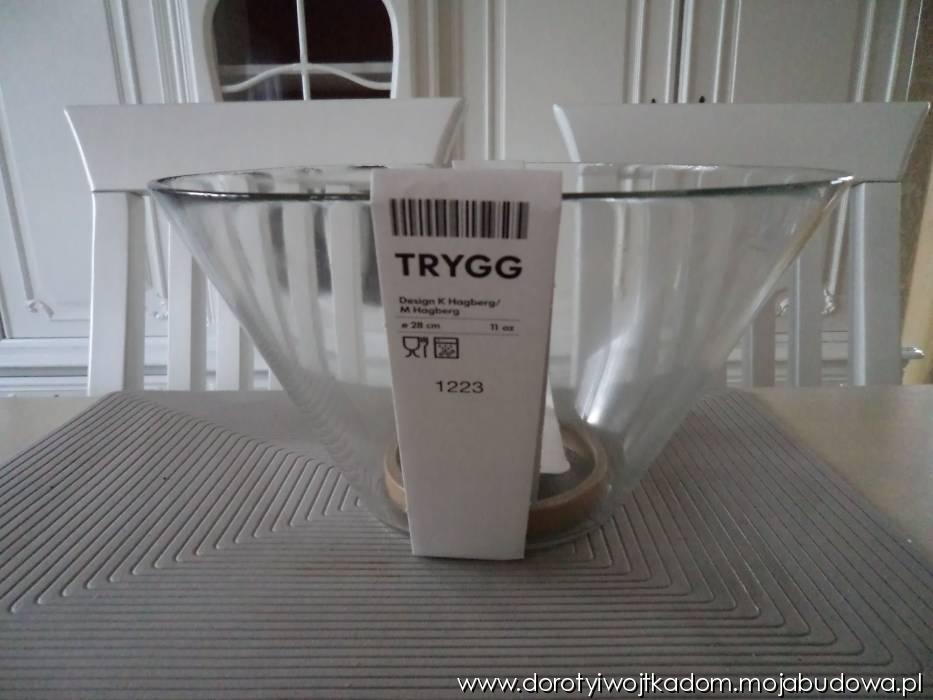 TRYGG
Design K Hagberg/
M Hagberg
ø 28 cm 11 oz
1223
www.dorotyiwojtkadom.mojabudowa.pl